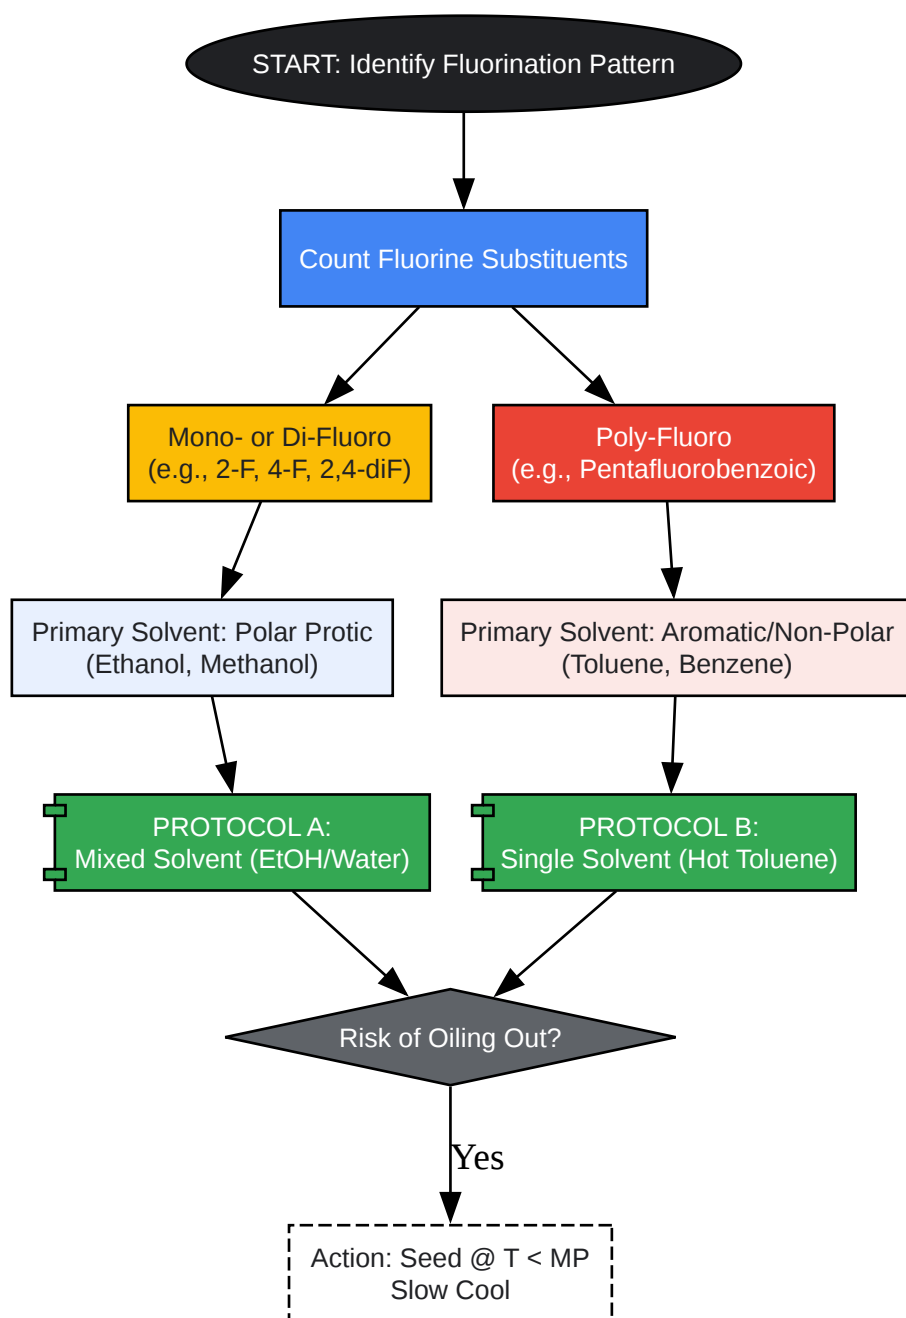 START: Identify Fluorination Pattern
Count Fluorine Substituents
Mono- or Di-Fluoro
(e.g., 2-F, 4-F, 2,4-diF)
Poly-Fluoro
(e.g., Pentafluorobenzoic)
Primary Solvent: Polar Protic
(Ethanol, Methanol)
Primary Solvent: Aromatic/Non-Polar
(Toluene, Benzene)
PROTOCOL A:
Mixed Solvent (EtOH/Water)
PROTOCOL B:
Single Solvent (Hot Toluene)
Risk of Oiling Out?
Yes
Action: Seed @ T < MP
Slow Cool